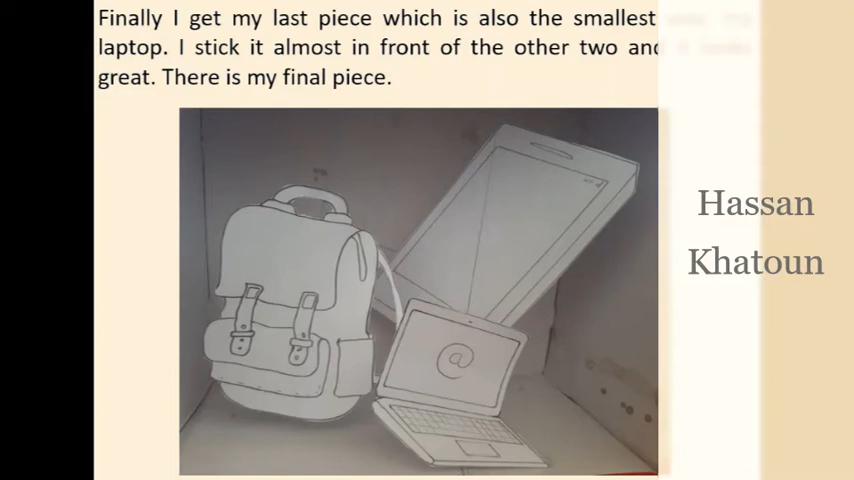 Finally I get my last piece which is also the smallest
laptop. I stick it almost in front of the other two and
great. There is my final piece.
@
Hassan
Khatoun